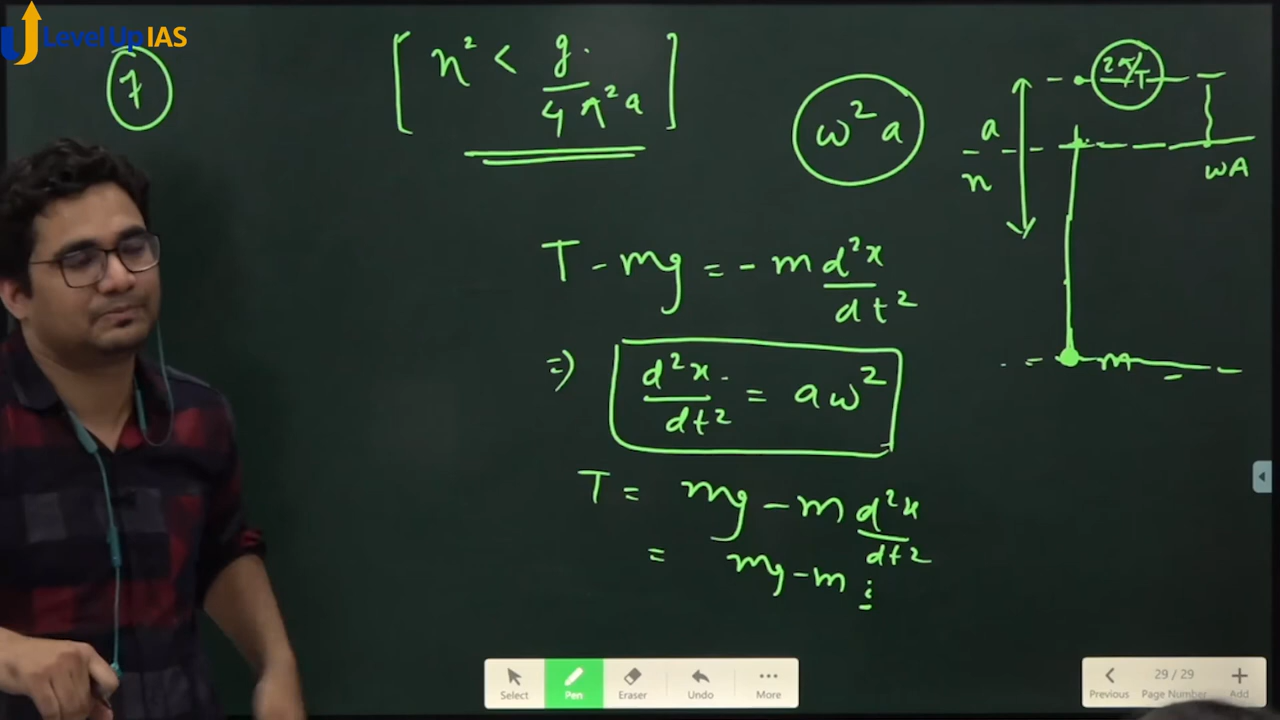 Level Up IAS
7
[ n² < g / 4π²a ]
ω²a
2π/T
a
n
WA
T - mg = - m d²x/dt²
=) d²x/dt² = aω²
m
T = mg - m d²x/dt²
= mg - m
Select Pen Eraser Undo More
29 / 29
Previous Page Number Add